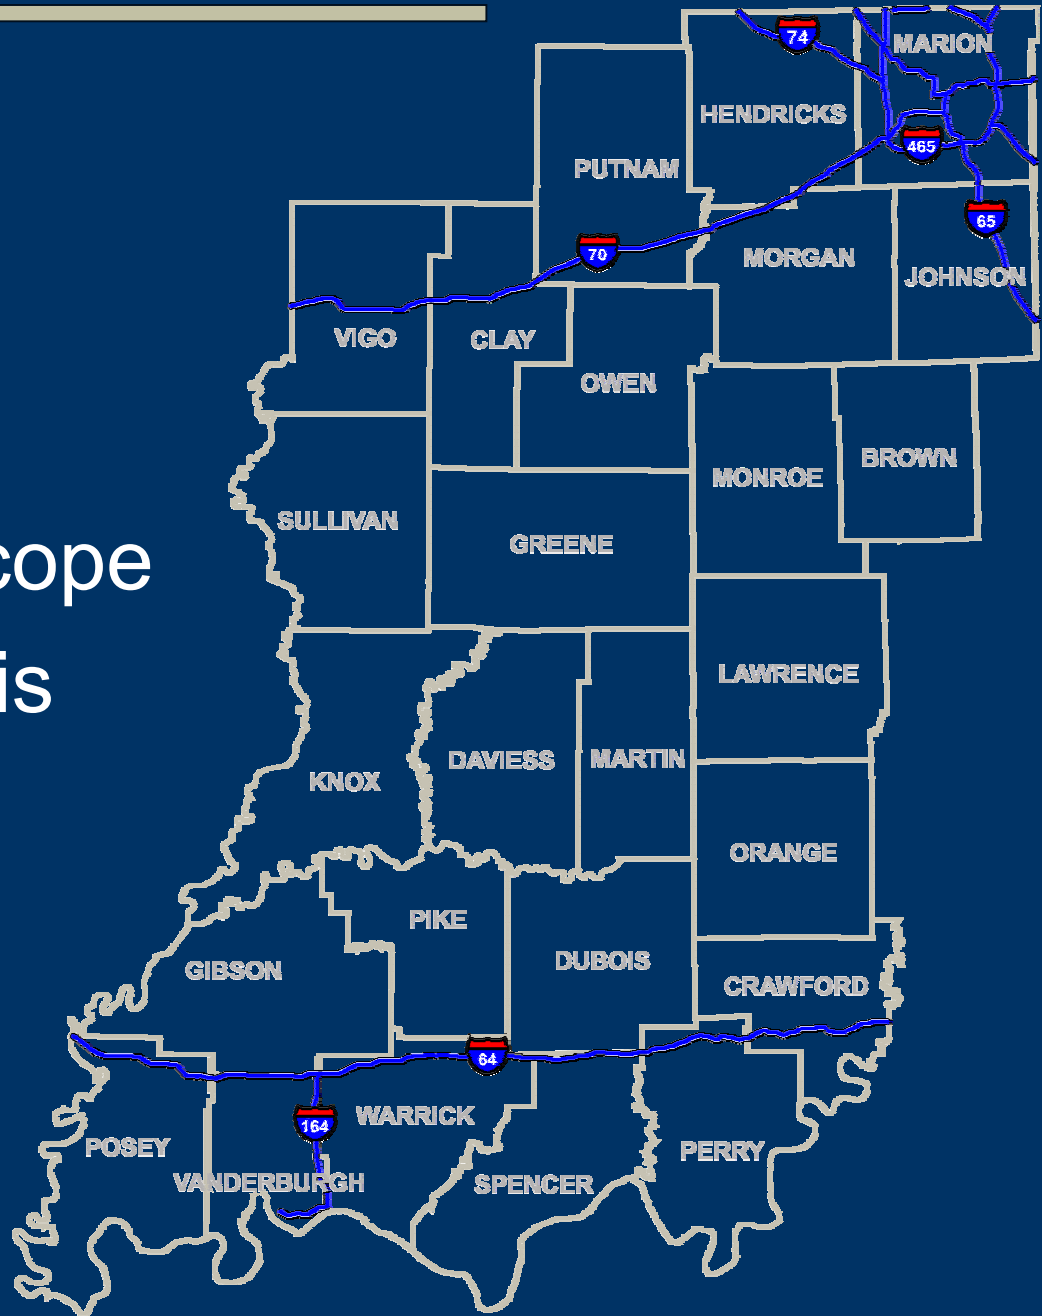 74
MARION
HENDRICKS
465
PUTNAM
65
70
MORGAN
JOHNSON
VIGO
CLAY
OWEN
BROWN
MONROE
SULLIVAN
GREENE
cope
is
LAWRENCE
DAVIESS
MARTIN
KNOX
ORANGE
PIKE
DUBOIS
GIBSON
CRAWFORD
64
WARRICK
164
POSEY
PERRY
VANDERBURGH
SPENCER